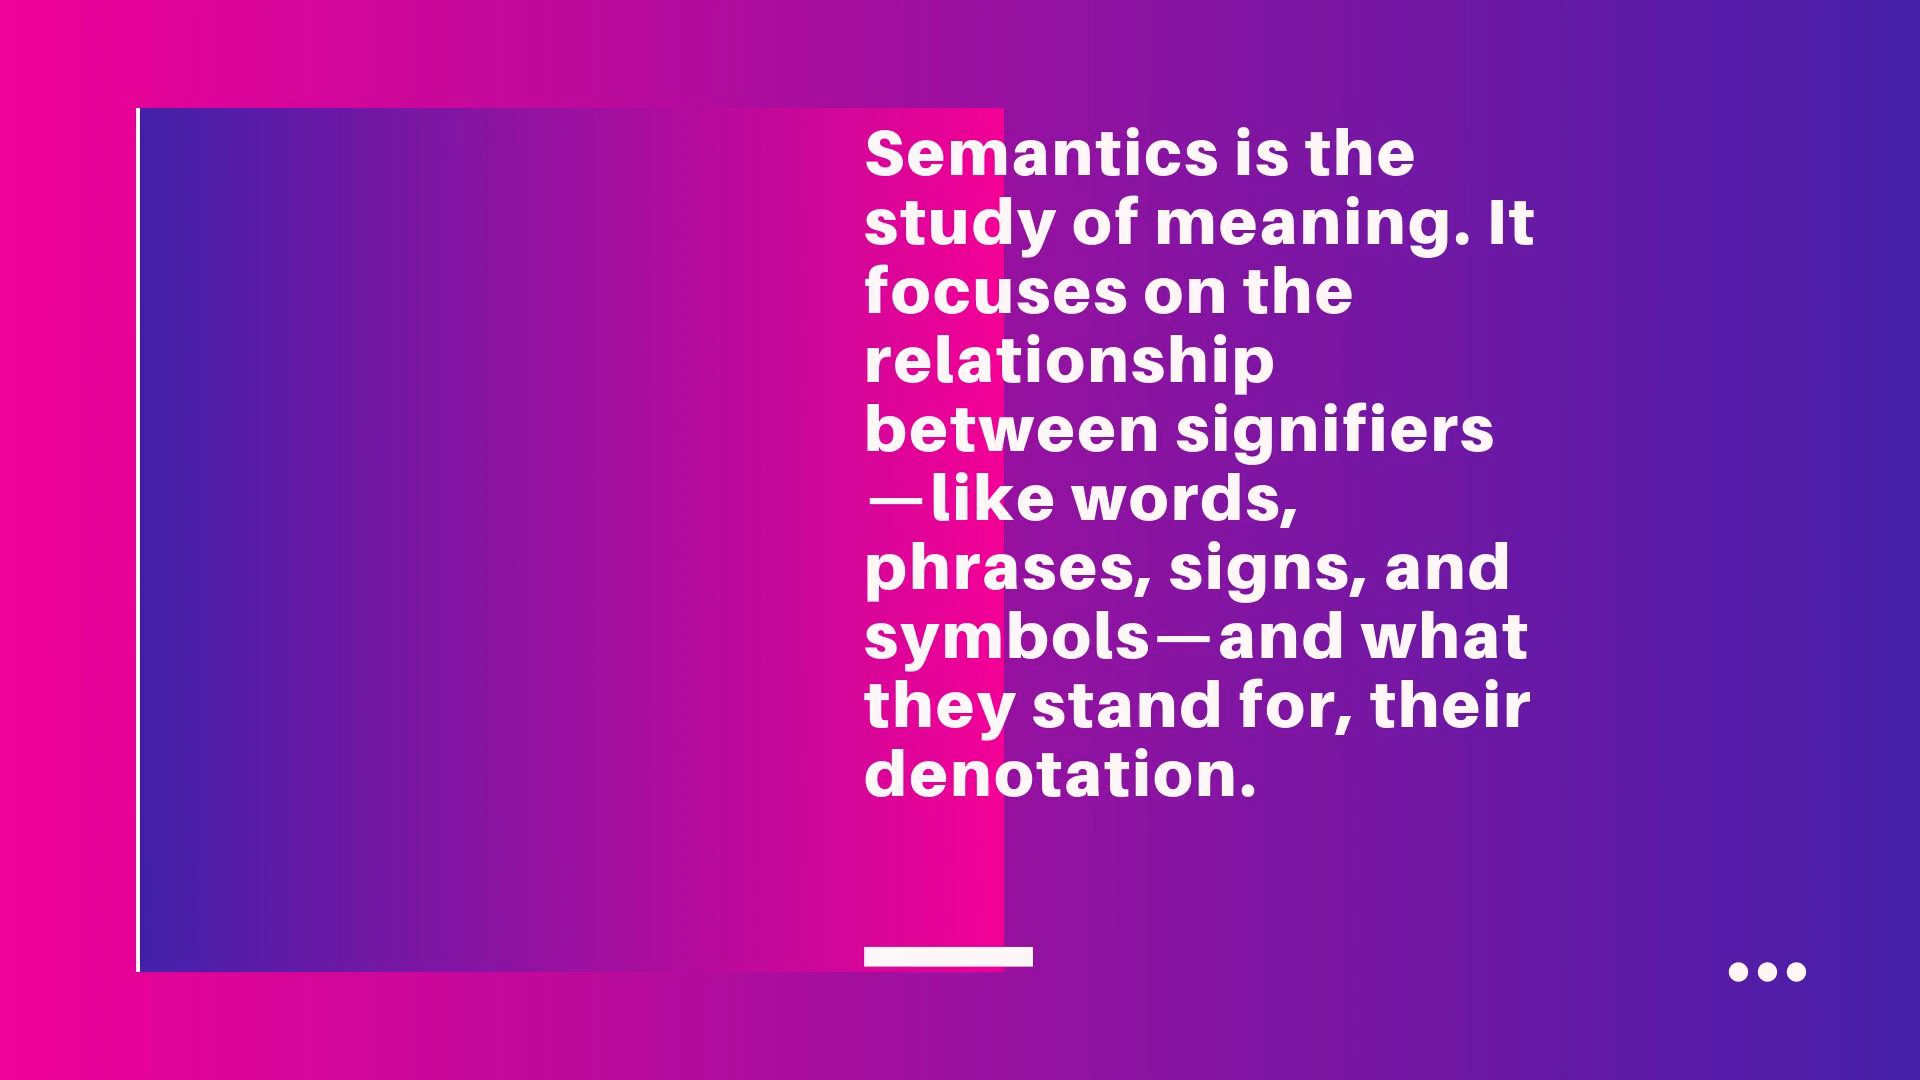 Semantics is the
study of meaning. It
focuses on the
relationship
between signifiers
—like words,
phrases, signs, and
symbols—and what
they stand for, their
denotation.